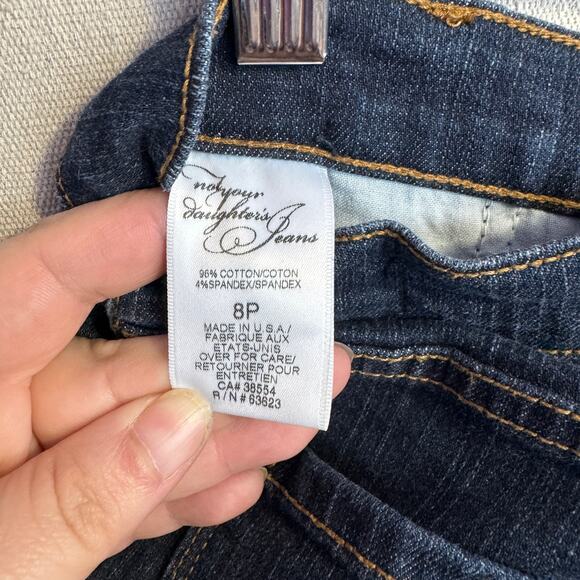 not your
daughter's
Jeans
96% COTTON/COTON
4%SPANDEX/SPANDEX
8P
MADE IN U.S.A./
FABRIQUE AUX
ETATS-UNIS
OVER FOR CARE/
RETOURNER POUR
ENTRETIEN
CA# 38554
R/N# 63623